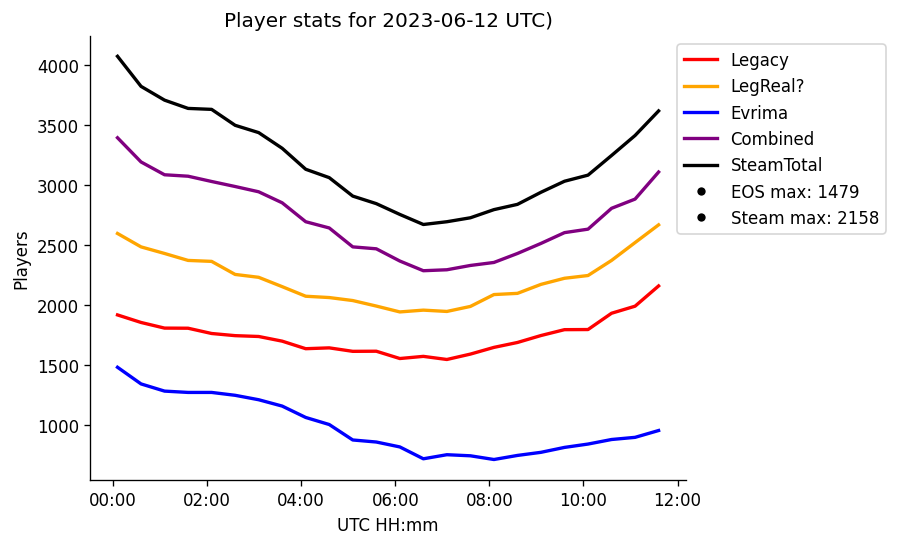 Player stats for 2023-06-12 UTC)
4000
3500
3000
2500
2000
1500
1000
Players
00:00 02:00 04:00 06:00 08:00 10:00 12:00
UTC HH:mm
Legacy
LegReal?
Evrima
Combined
SteamTotal
EOS max: 1479
Steam max: 2158